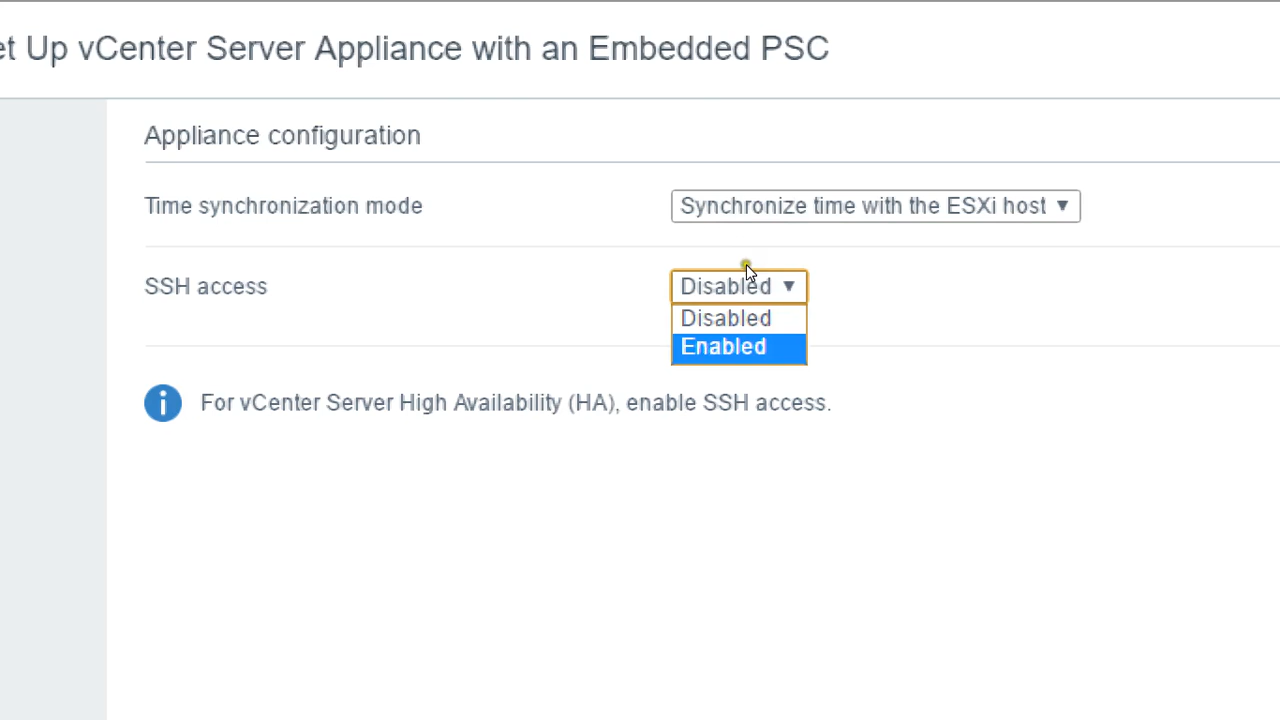 et Up vCenter Server Appliance with an Embedded PSC
Appliance configuration
Time synchronization mode
Synchronize time with the ESXi host
SSH access
Disabled
Disabled
Enabled
For vCenter Server High Availability (HA), enable SSH access.